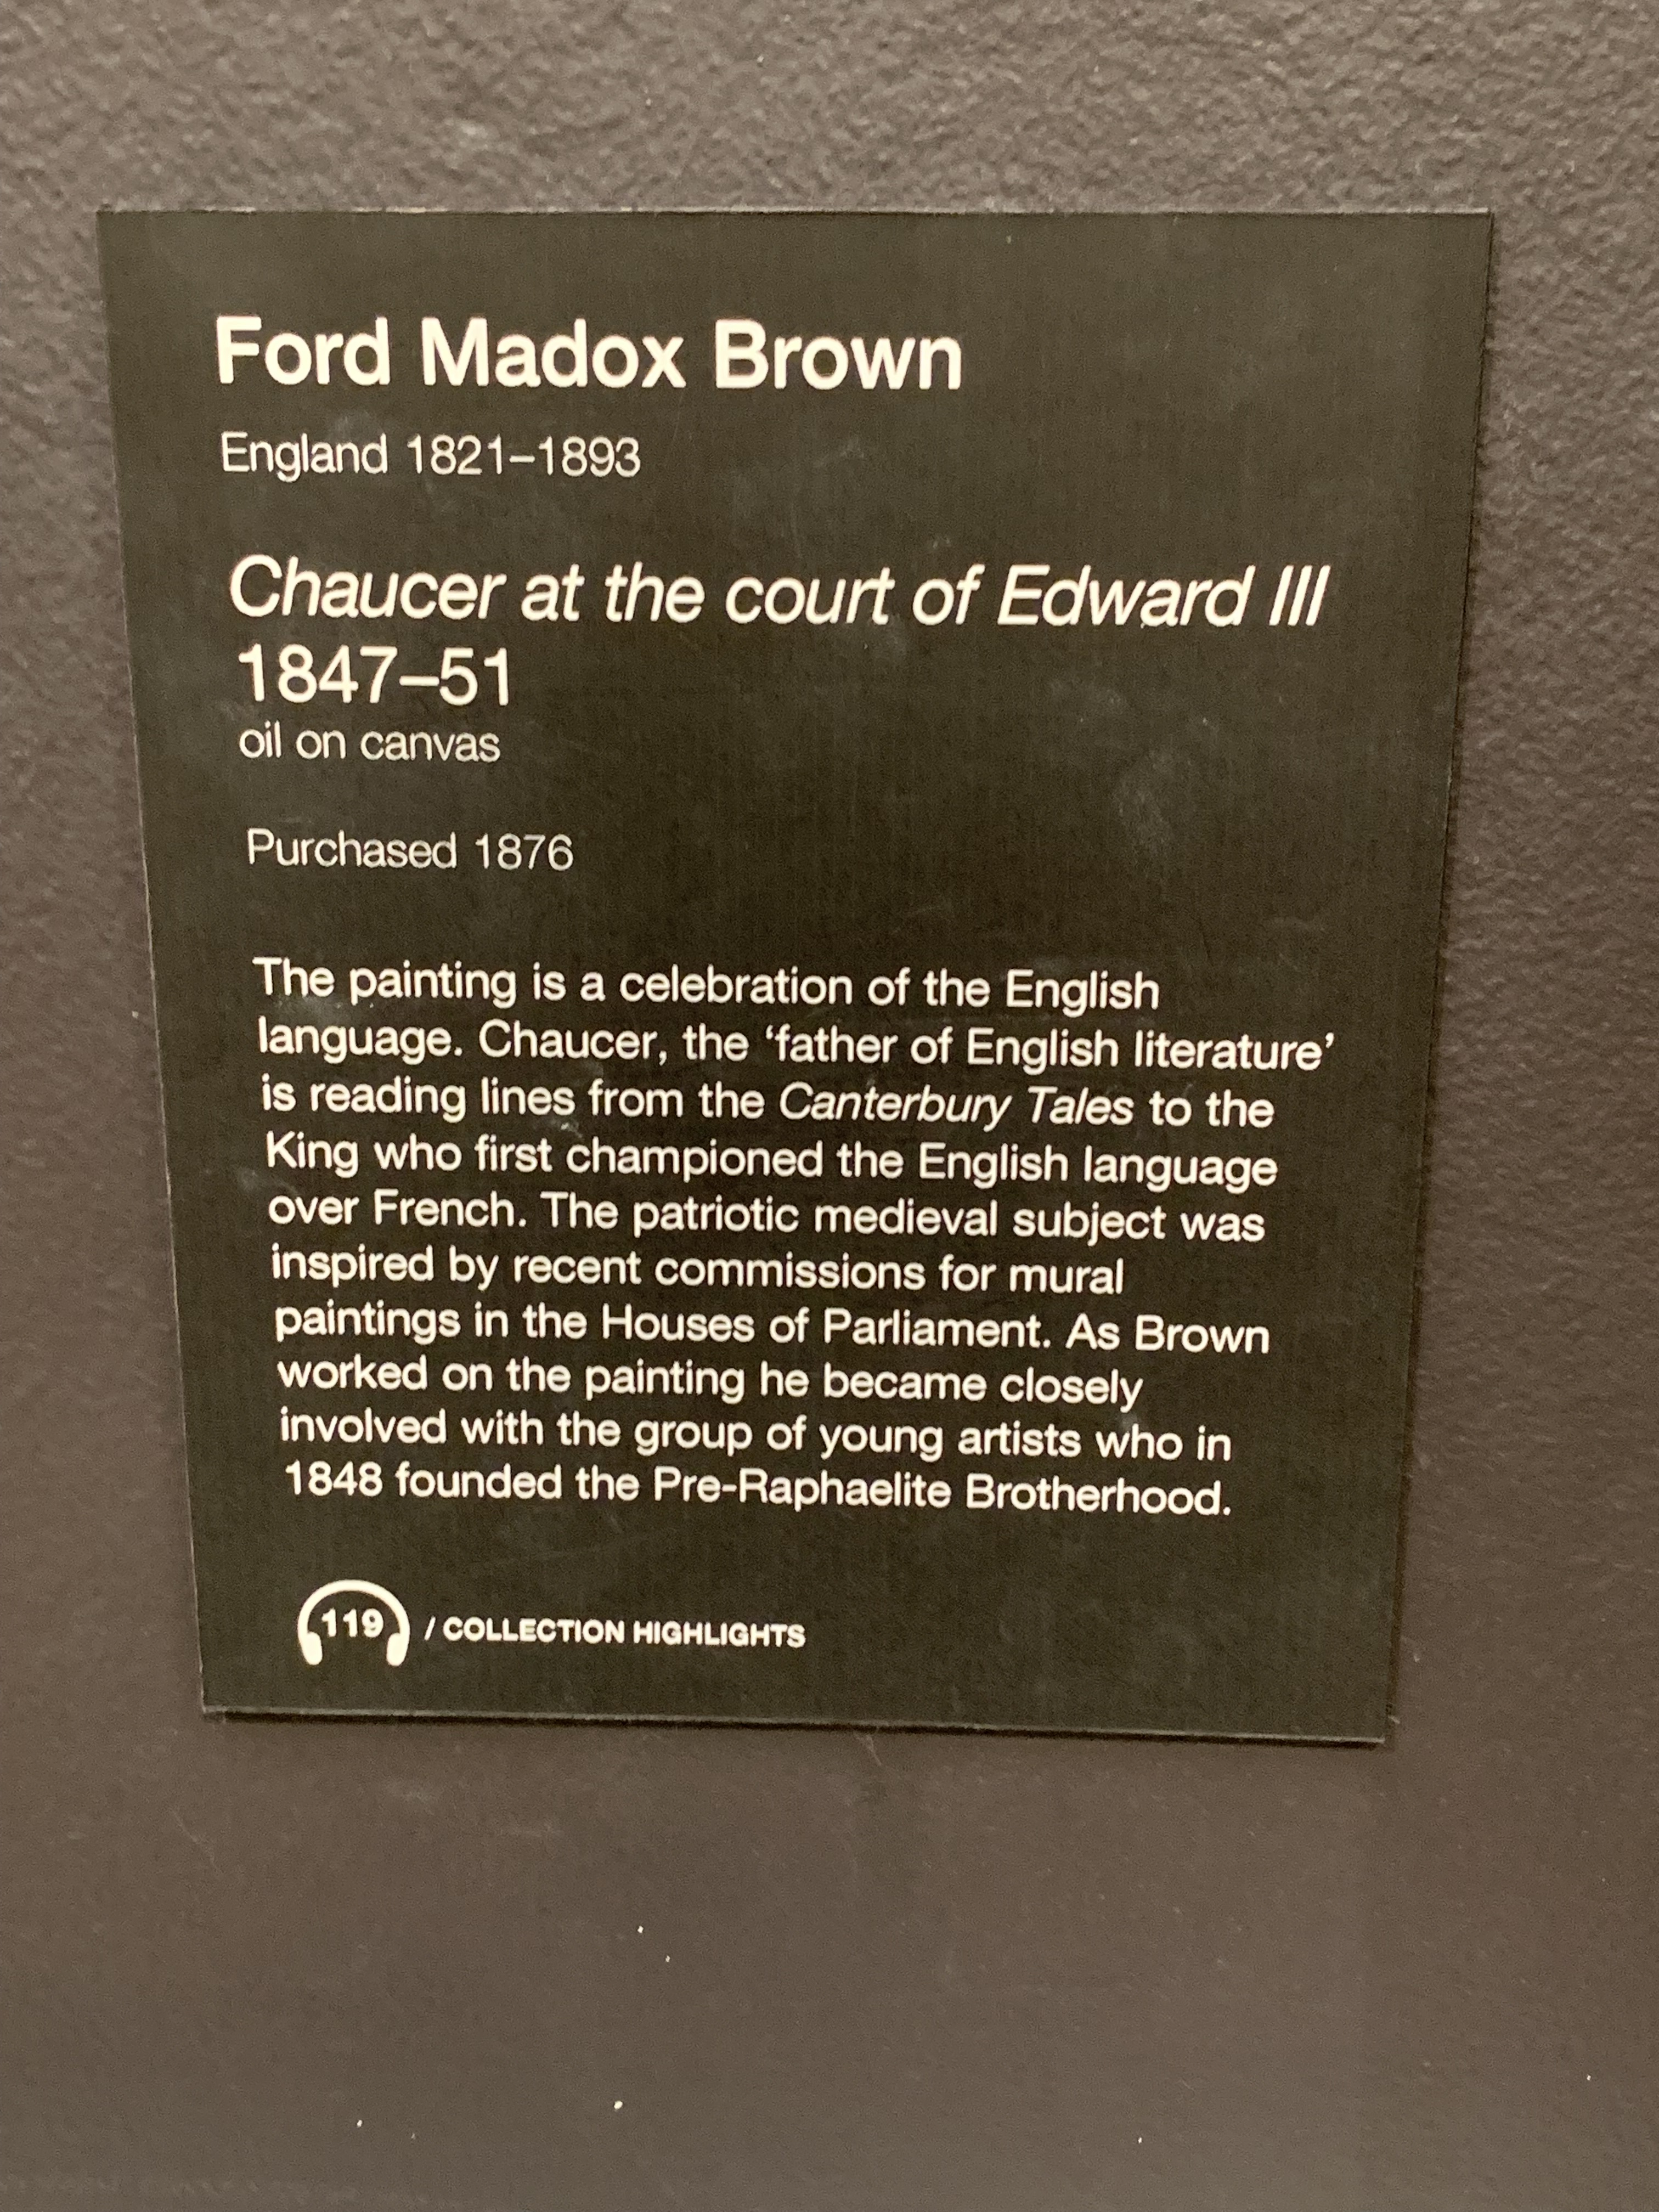 Ford Madox Brown
England 1821–1893
Chaucer at the court of Edward III
1847–51
oil on canvas
Purchased 1876
The painting is a celebration of the English
language. Chaucer, the ‘father of English literature’
is reading lines from the Canterbury Tales to the
King who first championed the English language
over French. The patriotic medieval subject was
inspired by recent commissions for mural
paintings in the Houses of Parliament. As Brown
worked on the painting he became closely
involved with the group of young artists who in
1848 founded the Pre-Raphaelite Brotherhood.
119 / COLLECTION HIGHLIGHTS